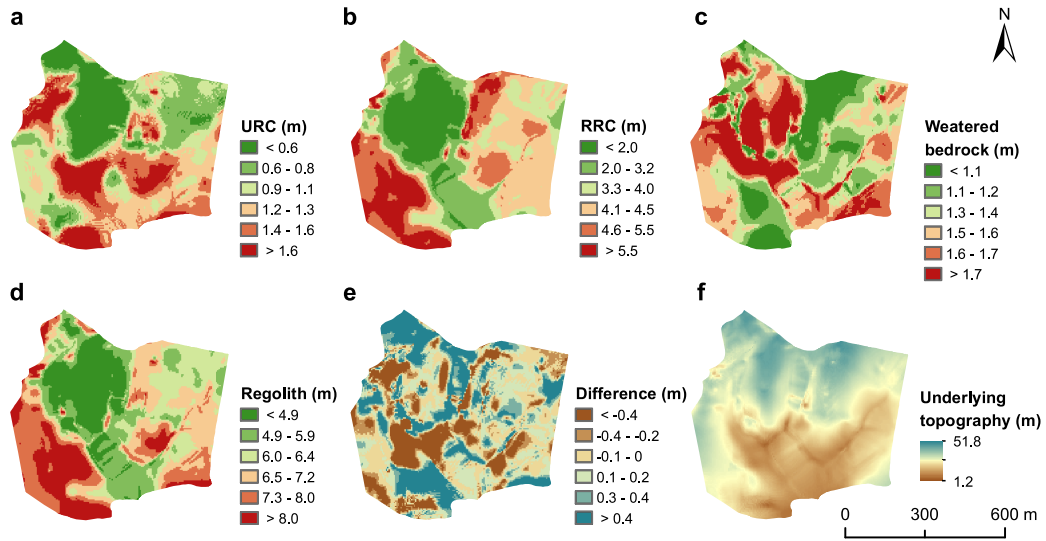 a
URC (m)
< 0.6
0.6 - 0.8
0.9 - 1.1
1.2 - 1.3
1.4 - 1.6
> 1.6
b
RRC (m)
< 2.0
2.0 - 3.2
3.3 - 4.0
4.1 - 4.5
4.6 - 5.5
> 5.5
c
N
Weatered
bedrock (m)
< 1.1
1.1 - 1.2
1.3 - 1.4
1.5 - 1.6
1.6 - 1.7
> 1.7
d
Regolith (m)
< 4.9
4.9 - 5.9
6.0 - 6.4
6.5 - 7.2
7.3 - 8.0
> 8.0
e
Difference (m)
< -0.4
-0.4 - -0.2
-0.1 - 0
0.1 - 0.2
0.3 - 0.4
> 0.4
f
Underlying
topography (m)
51.8
1.2
0 300 600 m